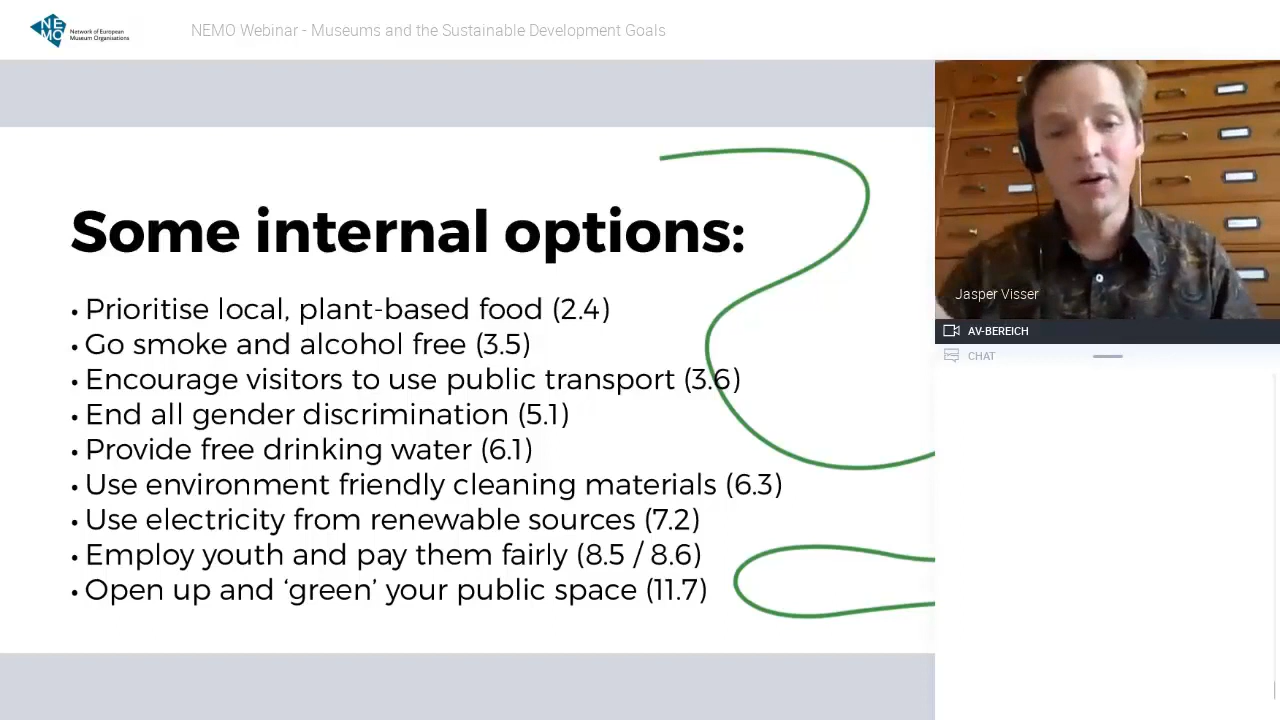 NE
MO
Network of European
Museum Organisations
NEMO Webinar - Museums and the Sustainable Development Goals
Some internal options:
• Prioritise local, plant-based food (2.4)
• Go smoke and alcohol free (3.5)
• Encourage visitors to use public transport (3.6)
• End all gender discrimination (5.1)
• Provide free drinking water (6.1)
• Use environment friendly cleaning materials (6.3)
• Use electricity from renewable sources (7.2)
• Employ youth and pay them fairly (8.5 / 8.6)
• Open up and ‘green’ your public space (11.7)
Jasper Visser
AV-BEREICH
CHAT